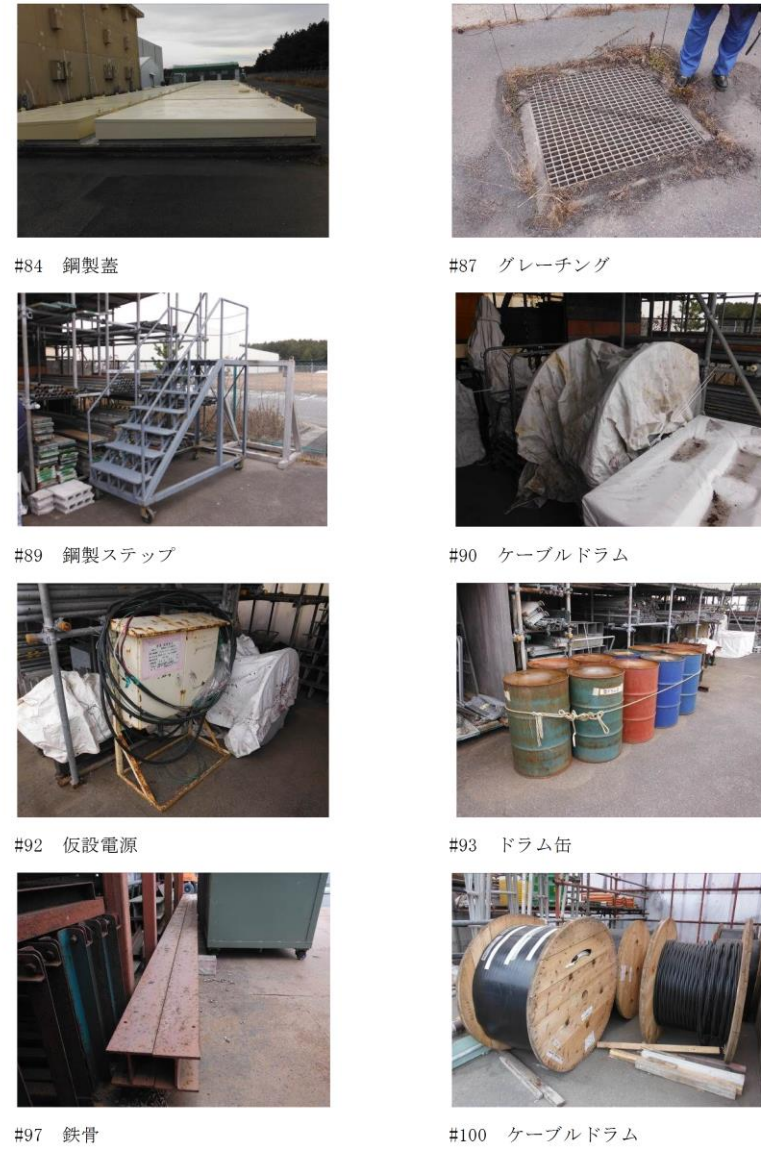 #84　鋼製蓋
#87　グレーチング
#89　鋼製ステップ
#90　ケーブルドラム
#92　仮設電源
#93　ドラム缶
#97　鉄骨
#100　ケーブルドラム